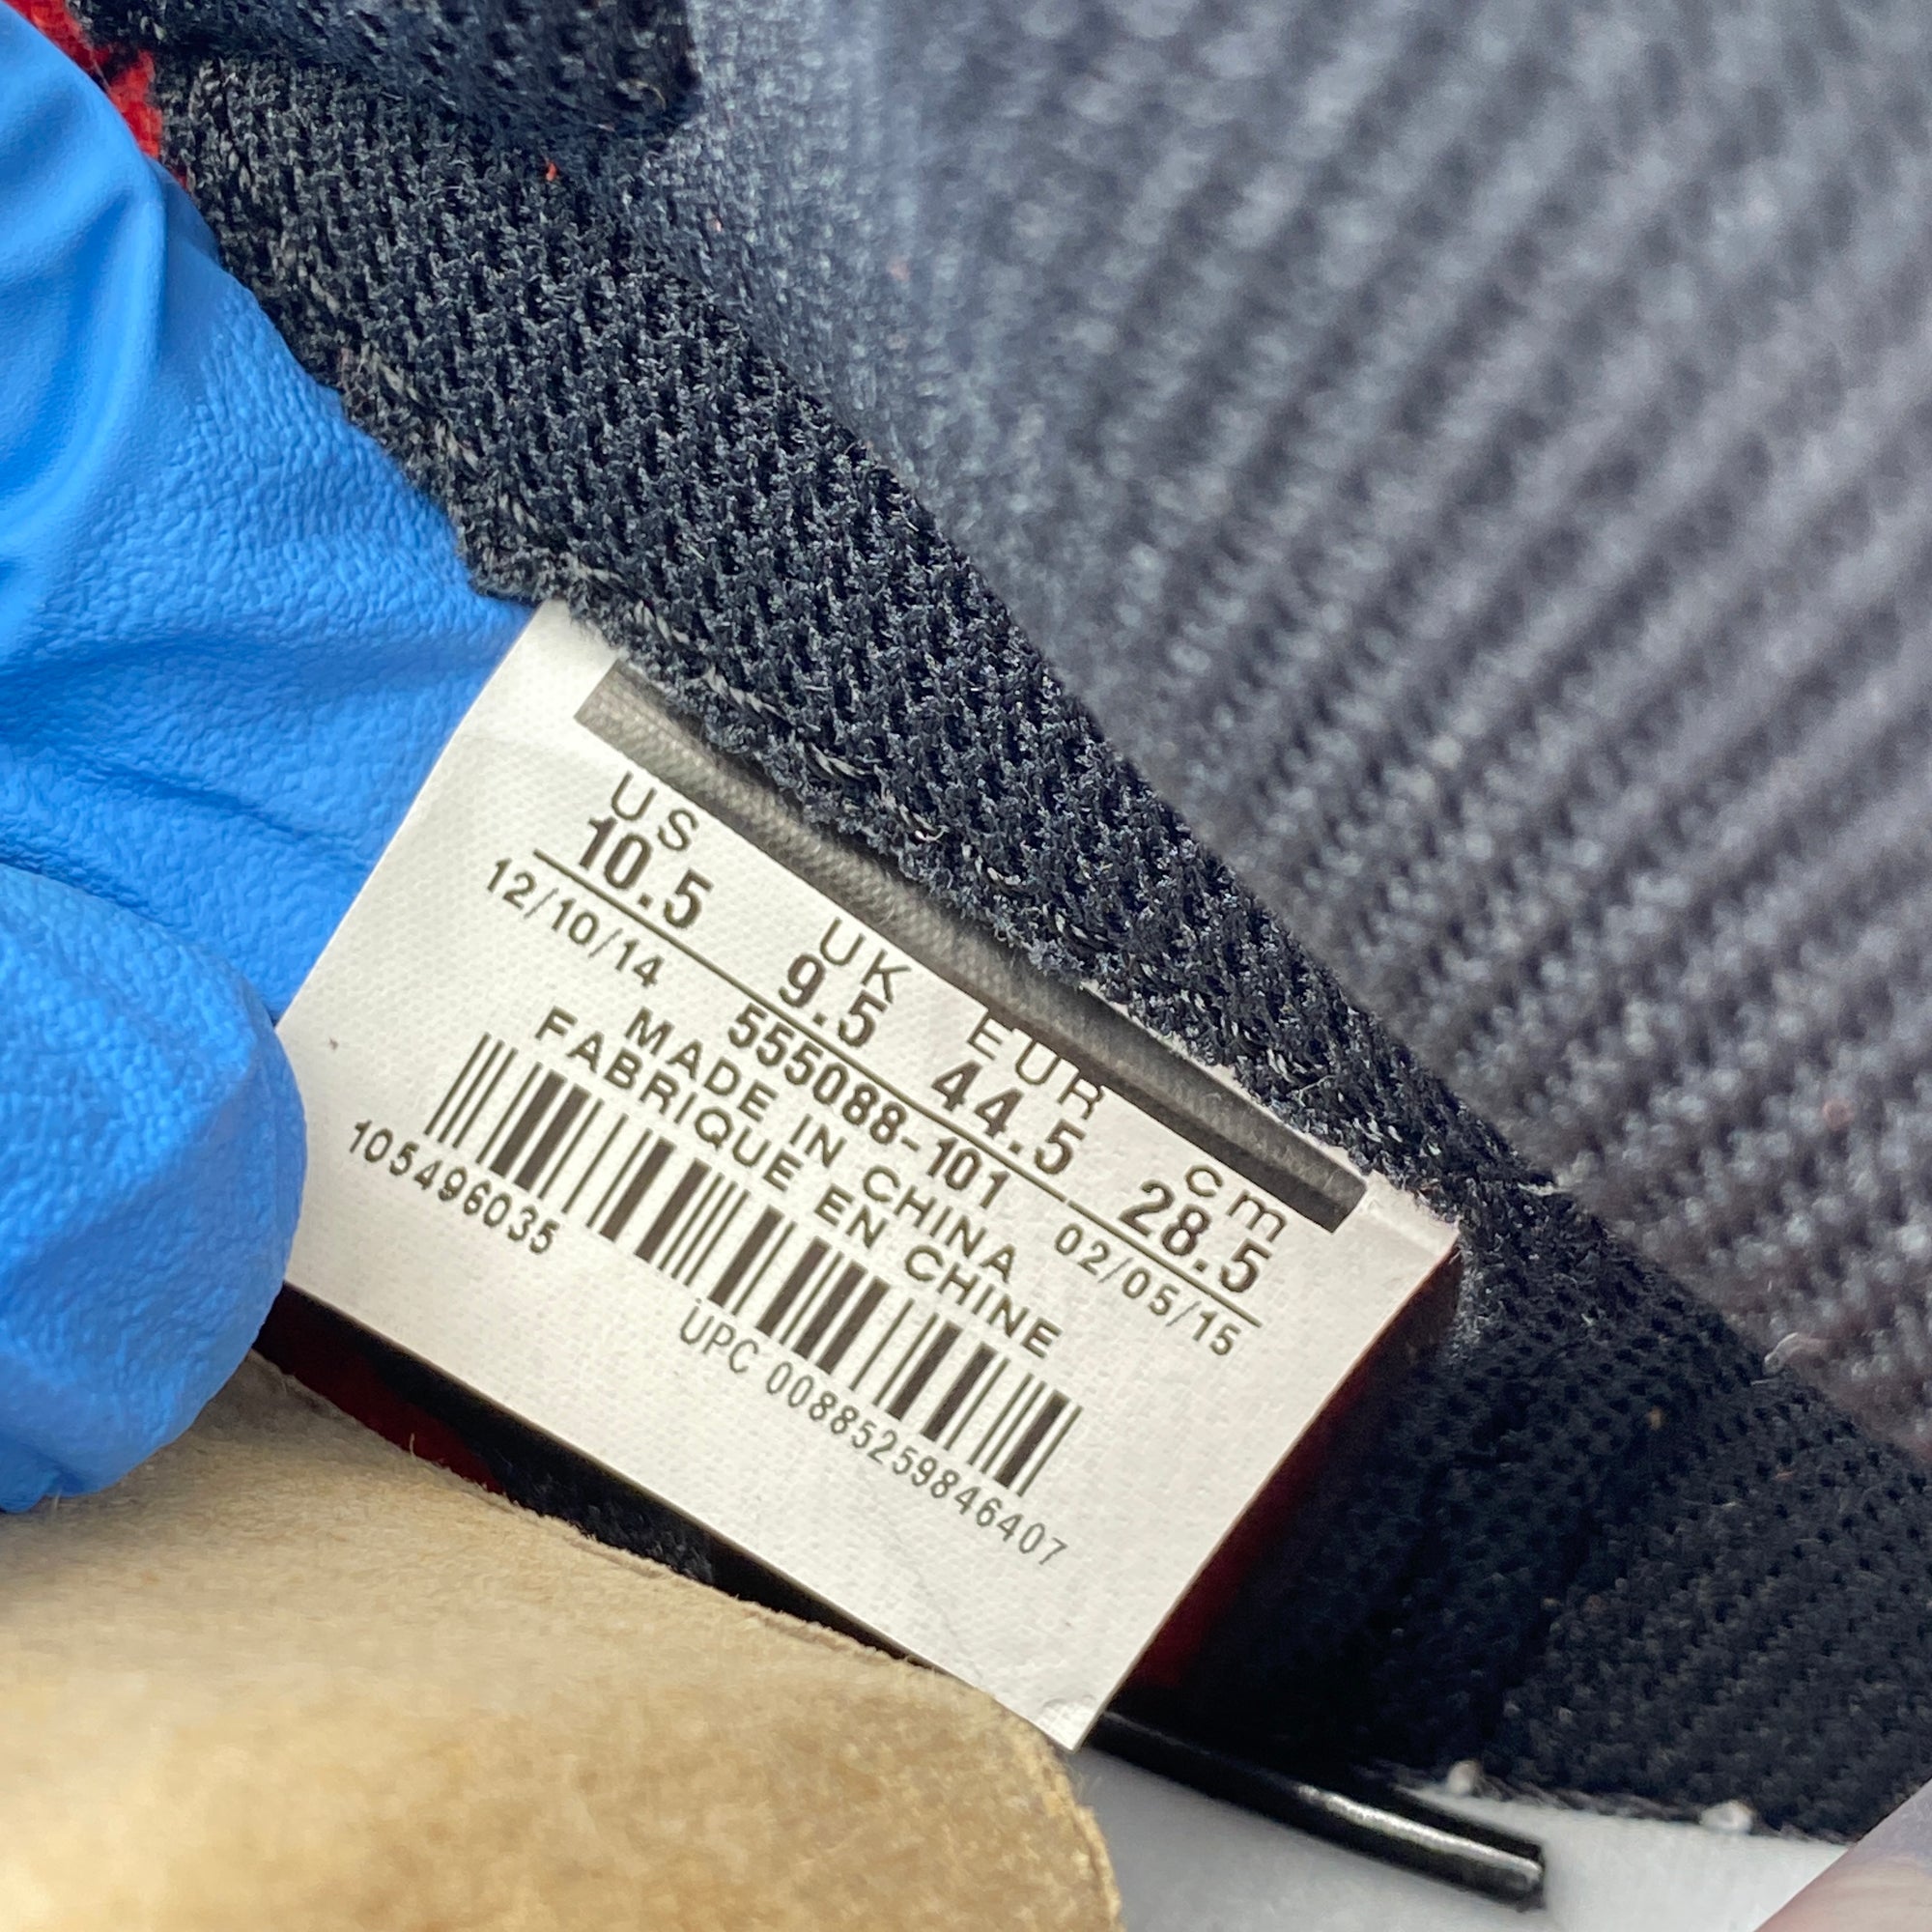 US UK EUR cm
10.5 9.5 44.5 28.5
12/10/14 555088-101 02/05/15
MADE IN CHINA
FABRIQUE EN CHINE
105496035
UPC 00885259846407